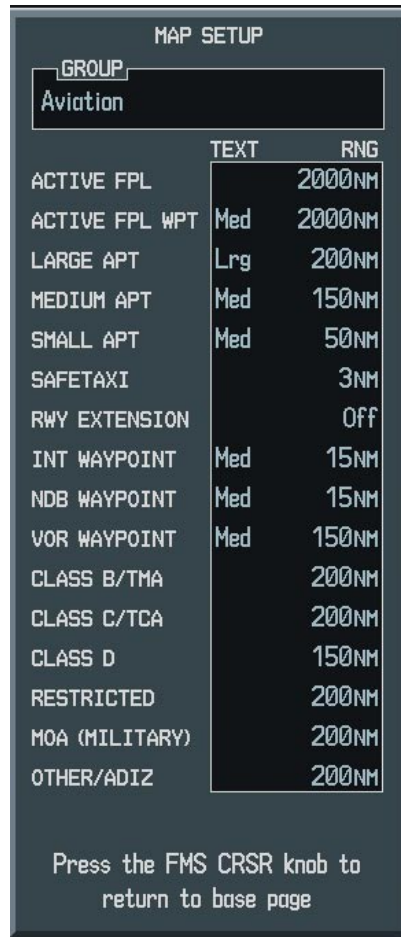 MAP SETUP
GROUP
Aviation
TEXT RNG
ACTIVE FPL 2000NM
ACTIVE FPL WPT Med 2000NM
LARGE APT Lrg 200NM
MEDIUM APT Med 150NM
SMALL APT Med 50NM
SAFETAXI 3NM
RWY EXTENSION Off
INT WAYPOINT Med 15NM
NDB WAYPOINT Med 15NM
VOR WAYPOINT Med 150NM
CLASS B/TMA 200NM
CLASS C/TCA 200NM
CLASS D 150NM
RESTRICTED 200NM
MOA (MILITARY) 200NM
OTHER/ADIZ 200NM
Press the FMS CRSR knob to
return to base page